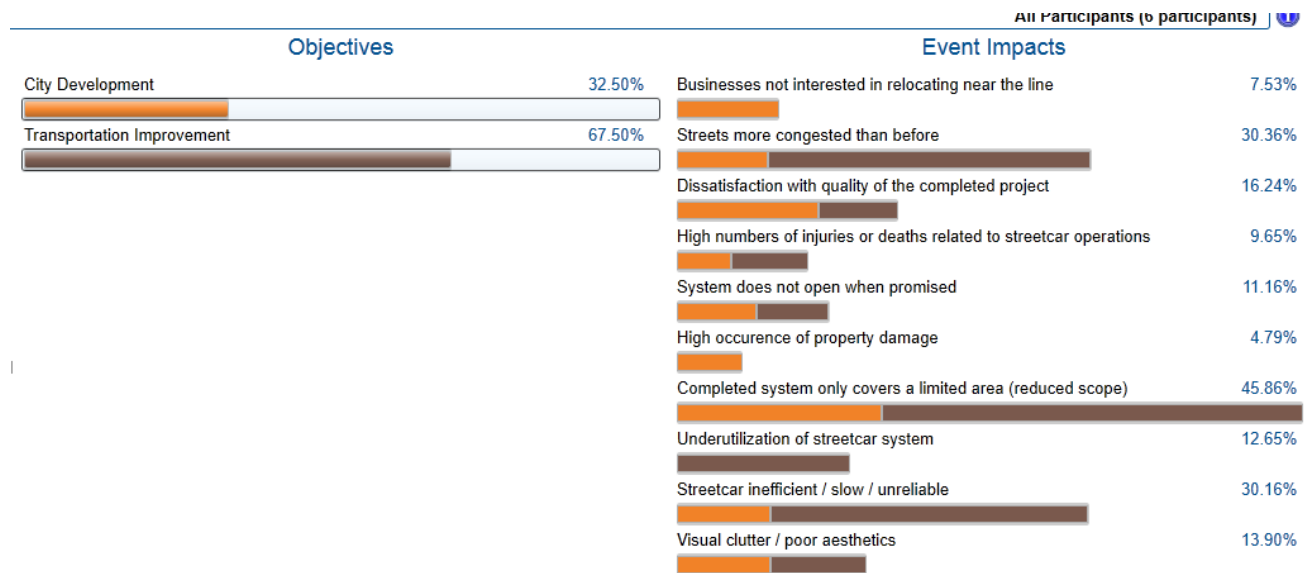 All Participants (6 participants)
Objectives
Event Impacts
City Development 32.50%
Transportation Improvement 67.50%
Businesses not interested in relocating near the line 7.53%
Streets more congested than before 30.36%
Dissatisfaction with quality of the completed project 16.24%
High numbers of injuries or deaths related to streetcar operations 9.65%
System does not open when promised 11.16%
High occurence of property damage 4.79%
Completed system only covers a limited area (reduced scope) 45.86%
Underutilization of streetcar system 12.65%
Streetcar inefficient / slow / unreliable 30.16%
Visual clutter / poor aesthetics 13.90%